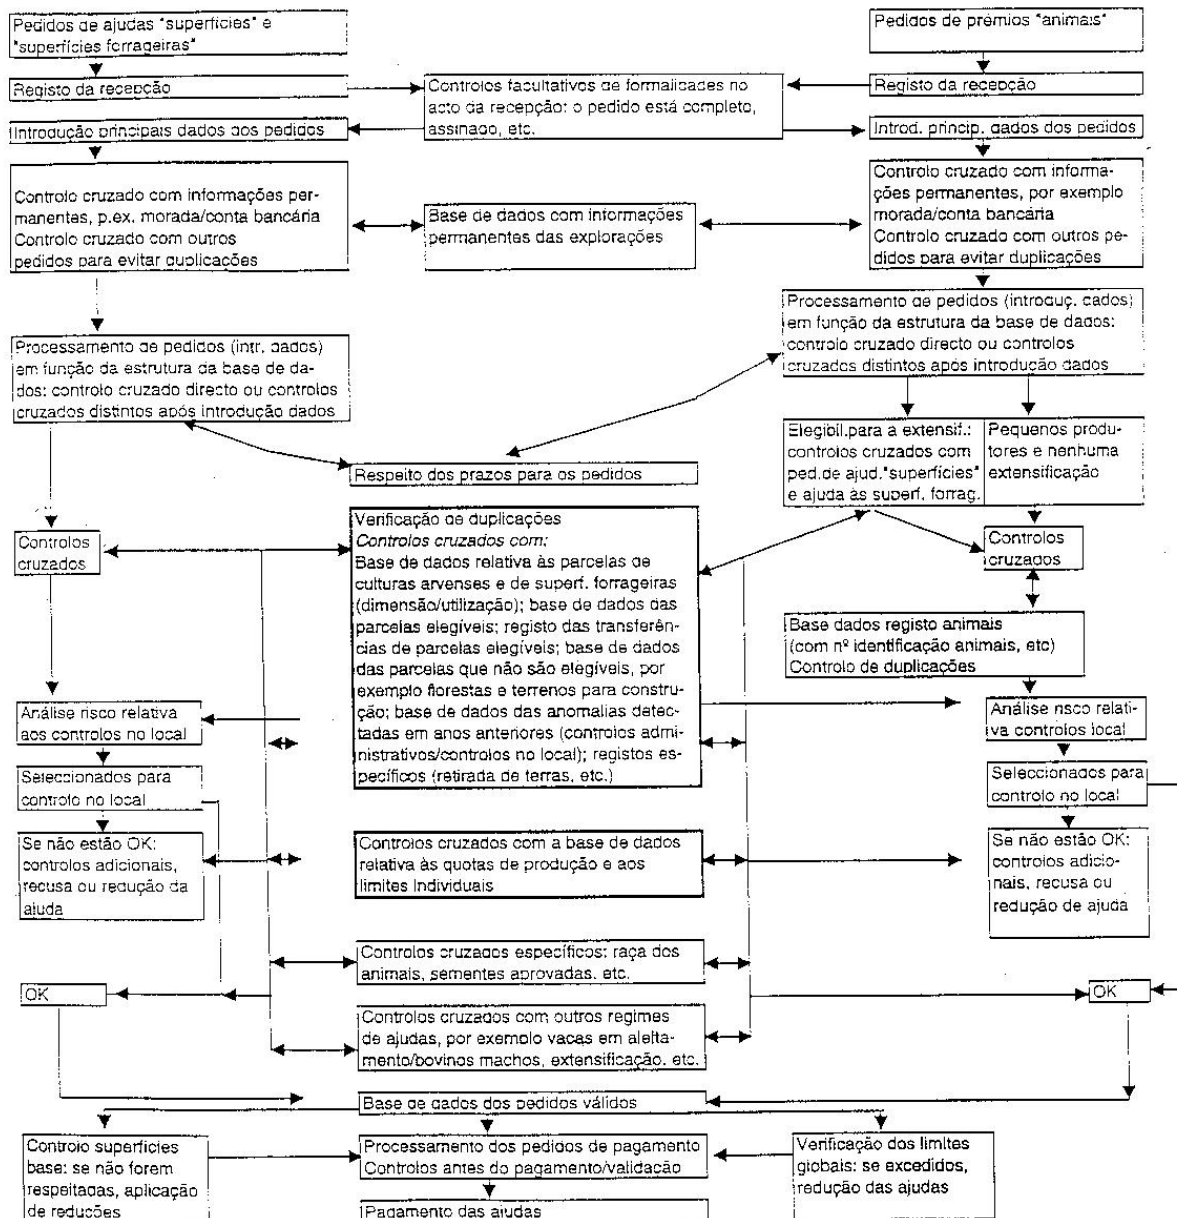 Pedidos de ajudas "superfícies" e
"superfícies forrageiras"
Pedidos de prémios "animais"
Registo da recepção
Controlos facultativos de formalidades no
acto da recepção: o pedido está completo,
assinado, etc.
Registo da recepção
Introdução principais dados dos pedidos
Introd. princip. dados dos pedidos
Controlo cruzado com informações per-
manentes, p.ex. morada/conta bancária
Controlo cruzado com outros
pedidos para evitar duplicações
Base de dados com informações
permanentes das explorações
Controlo cruzado com informa-
ções permanentes, por exemplo
morada/conta bancária
Controlo cruzado com outros pe-
didos para evitar duplicações
Processamento de pedidos (intr. dados)
em função da estrutura da base de da-
dos: controlo cruzado directo ou controlos
cruzados distintos após introdução dados
Processamento de pedidos (introduç. dados)
em função da estrutura da base de dados:
controlo cruzado directo ou controlos
cruzados distintos após introdução dados
Respeito dos prazos para os pedidos
Elegibil.para a extensif.:
controlos cruzados com
ped.de ajud."superfícies"
e ajuda às superf. forrag.
Pequenos produ-
tores e nenhuma
extensificação
Controlos
cruzados
Verificação de duplicações
Controlos cruzados com:
Base de dados relativa às parcelas de
culturas arvenses e de superf. forrageiras
(dimensão/utilização); base de dados das
parcelas elegíveis; registo das transferên-
cias de parcelas elegíveis; base de dados
das parcelas que não são elegíveis, por
exemplo florestas e terrenos para constru-
ção; base de dados das anomalias detec-
tadas em anos anteriores (controlos admi-
nistrativos/controlos no local); registos es-
pecíficos (retirada de terras, etc.)
Controlos
cruzados
Base dados registo animais
(com nº identificação animais, etc)
Controlo de duplicações
Análise risco relativa
aos controlos no local
Análise risco relati-
va controlos local
Seleccionados para
controlo no local
Seleccionados para
controlo no local
Se não estão OK:
controlos adicionais,
recusa ou redução da
ajuda
Controlos cruzados com a base de dados
relativa às quotas de produção e aos
limites Individuais
Se não estão OK:
controlos adicio-
nais, recusa ou
redução de ajuda
Controlos cruzados específicos: raça dos
animais, sementes aprovadas, etc.
OK
OK
Controlos cruzados com outros regimes
de ajudas, por exemplo vacas em aleita-
mento/bovinos machos, extensificação, etc.
Base de dados dos pedidos válidos
Controlo superfícies
base: se não forem
respeitadas, aplicação
de reduções
Processamento dos pedidos de pagamento
Controlos antes do pagamento/validação
Verificação dos limites
globais: se excedidos,
redução das ajudas
Pagamento das ajudas